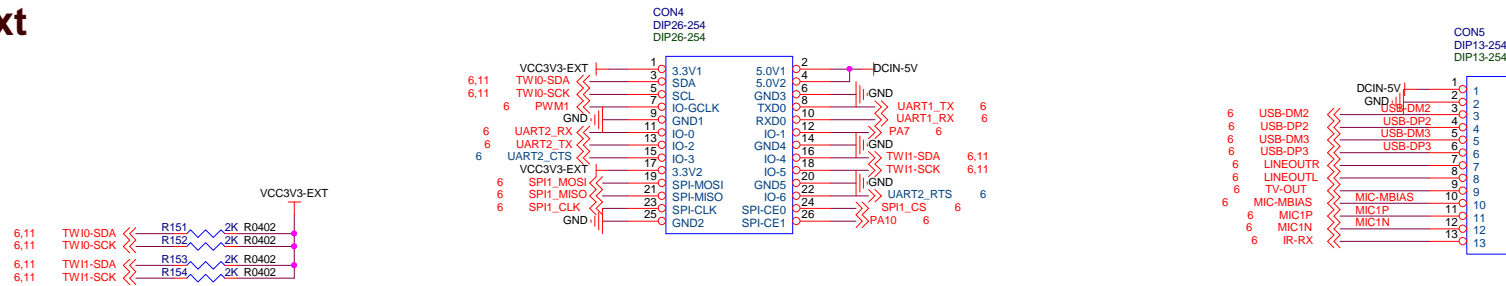 xt
CON4
DIP26-254
DIP26-254
VCC3V3-EXT 1 3.3V1 5.0V1 2 DCIN-5V
6,11 TWI0-SDA 3 SDA 5.0V2 4
6,11 TWI0-SCK 5 SCL GND3 6 GND
6 PWM1 7 IO-GCLK TXD0 8 UART1_TX 6
GND 9 GND1 RXD0 10 UART1_RX 6
6 UART2_RX 11 IO-0 IO-1 12 PA7 6
6 UART2_TX 13 IO-2 GND4 14 GND
6 UART2_CTS 15 IO-3 IO-4 16 TWI1-SDA 6,11
VCC3V3-EXT 17 3.3V2 IO-5 18 TWI1-SCK 6,11
6 SPI1_MOSI 19 SPI-MOSI GND5 20 GND
6 SPI1_MISO 21 SPI-MISO IO-6 22 UART2_RTS 6
6 SPI1_CLK 23 SPI-CLK SPI-CE0 24 SPI1_CS 6
GND 25 GND2 SPI-CE1 26 PA10 6
VCC3V3-EXT
6,11 TWI0-SDA R151 2K R0402
6,11 TWI0-SCK R152 2K R0402
6,11 TWI1-SDA R153 2K R0402
6,11 TWI1-SCK R154 2K R0402
CON5
DIP13-254
DIP13-254
DCIN-5V 1 1
GND 2 2
6 USB-DM2 USB-DM2 3 3
6 USB-DP2 USB-DP2 4 4
6 USB-DM3 USB-DM3 5 5
6 USB-DP3 USB-DP3 6 6
6 LINEOUTR 7 7
6 LINEOUTL 8 8
6 TV-OUT 9 9
6 MIC-MBIAS MIC-MBIAS 10 10
6 MIC1P MIC1P 11 11
6 MIC1N MIC1N 12 12
6 IR-RX 13 13